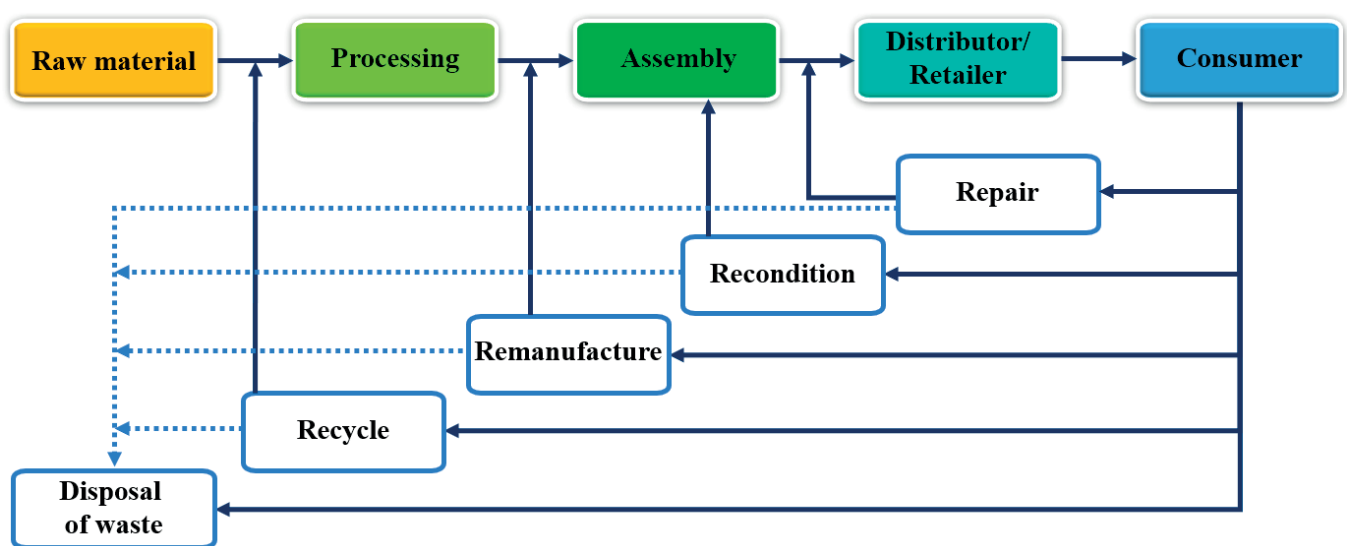 Raw material
Processing
Assembly
Distributor/
Retailer
Consumer
Repair
Recondition
Remanufacture
Recycle
Disposal
of waste